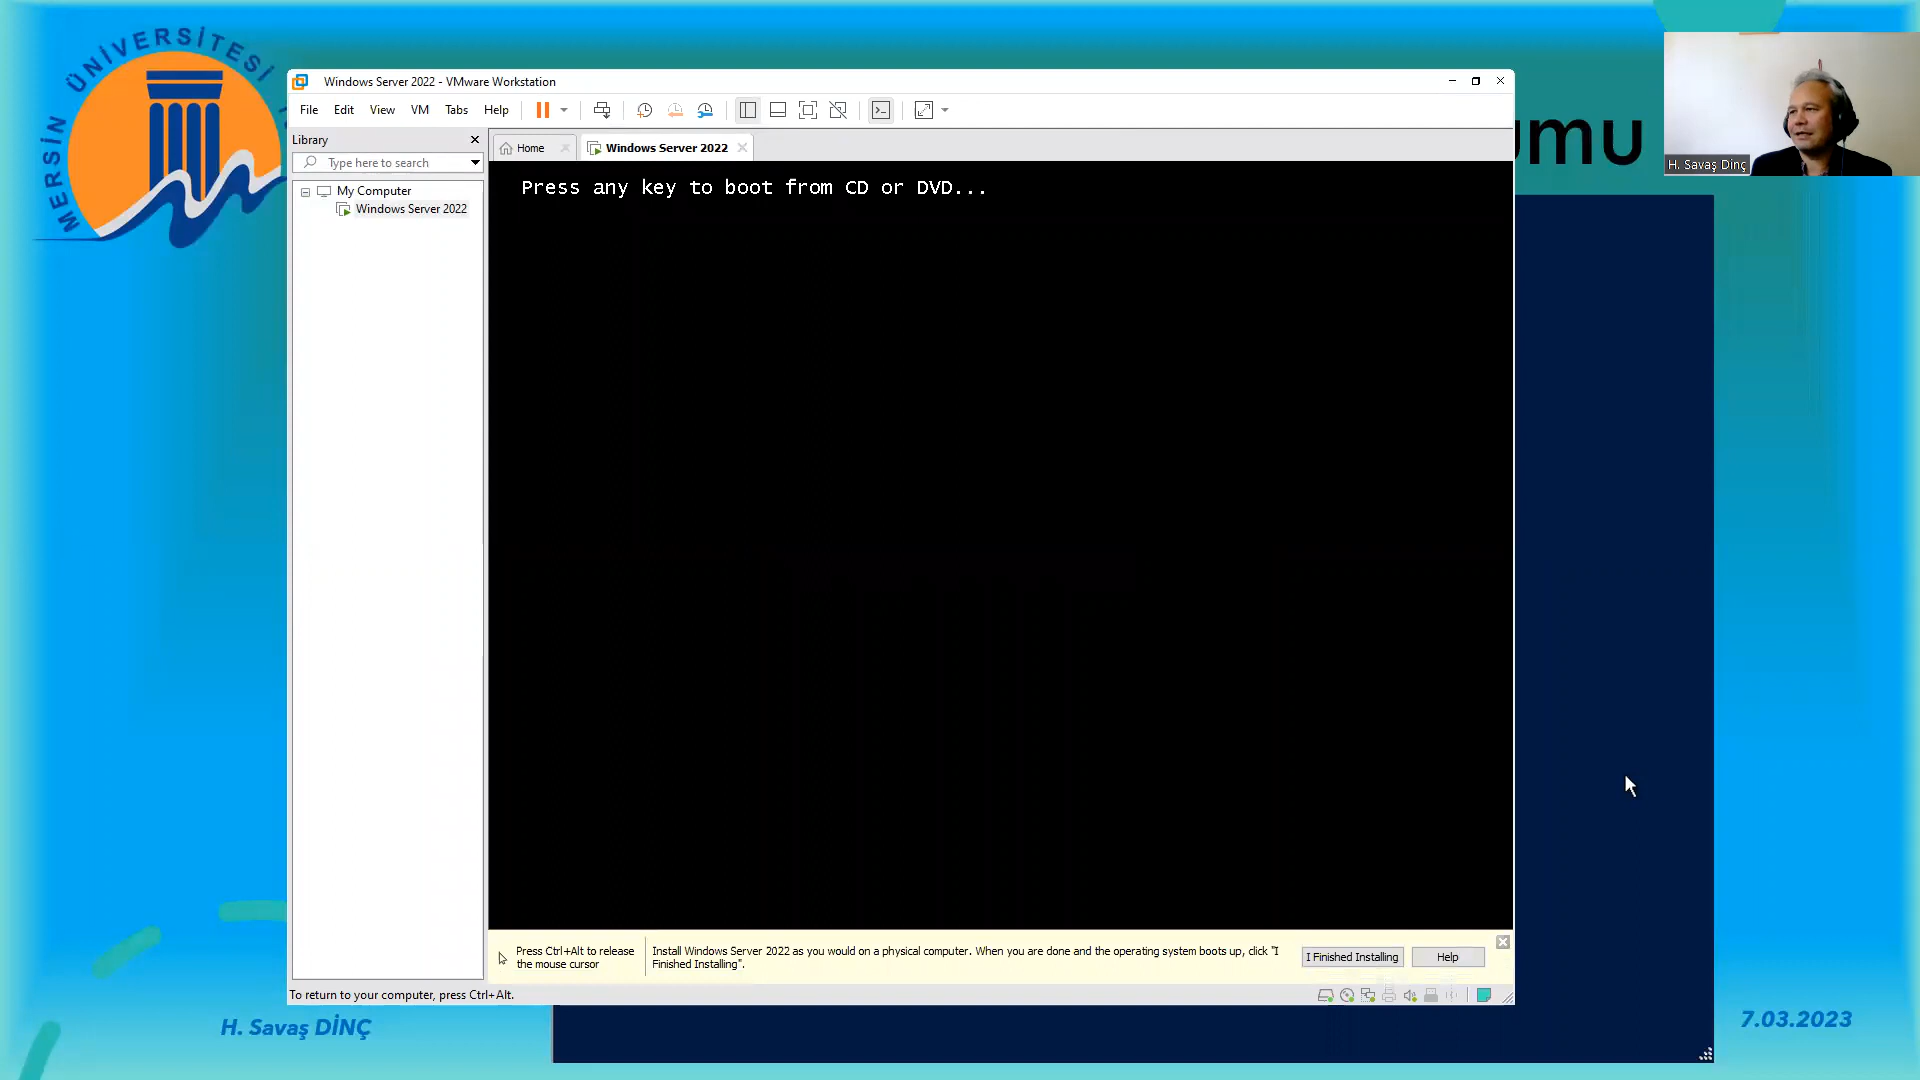 MERSİN ÜNİVERSİTESİ
umu
H. Savaş Dinç
Windows Server 2022 - VMware Workstation
File Edit View VM Tabs Help
Library
Type here to search
My Computer
Windows Server 2022
Home
Windows Server 2022
Press any key to boot from CD or DVD...
Press Ctrl+Alt to release
the mouse cursor
Install Windows Server 2022 as you would on a physical computer. When you are done and the operating system boots up, click "I
Finished Installing".
I Finished Installing
Help
To return to your computer, press Ctrl+Alt.
H. Savaş DİNÇ
7.03.2023